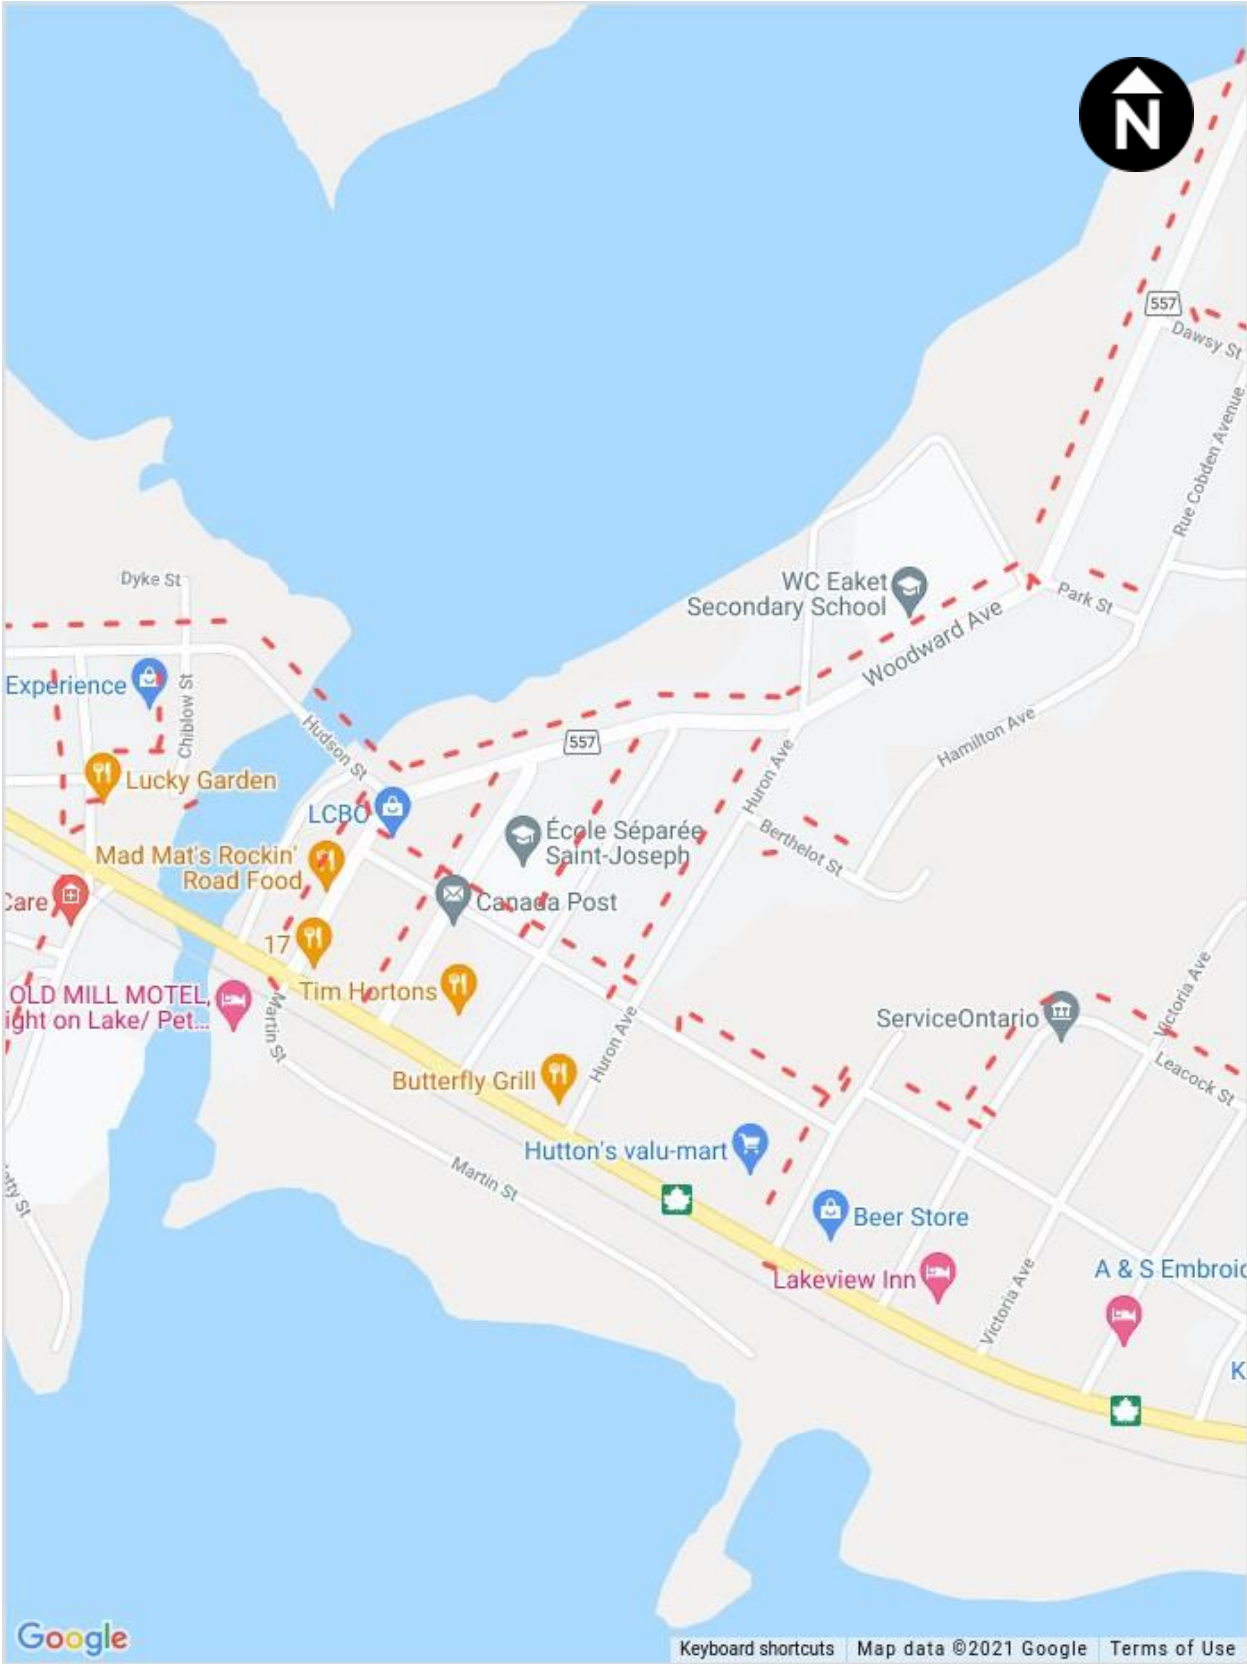 N
557
Dawsy St
Rue Cobden Avenue
WC Eaket
Secondary School
Park St
Woodward Ave
Dyke St
Experience
Chiblow St
Hudson St
557
Hamilton Ave
Huron Ave
Lucky Garden
LCBO
École Séparée
Saint-Joseph
Berthelot St
Mad Mat's Rockin'
Road Food
Care
Canada Post
17
Tim Hortons
OLD MILL MOTEL,
ight on Lake/ Pet...
Martin St
Victoria Ave
ServiceOntario
Leacock St
Huron Ave
Butterfly Grill
Hutton's valu-mart
Martin St
Beer Store
Lakeview Inn
A & S Embroid
Victoria Ave
K
Google
Keyboard shortcuts
Map data ©2021 Google
Terms of Use